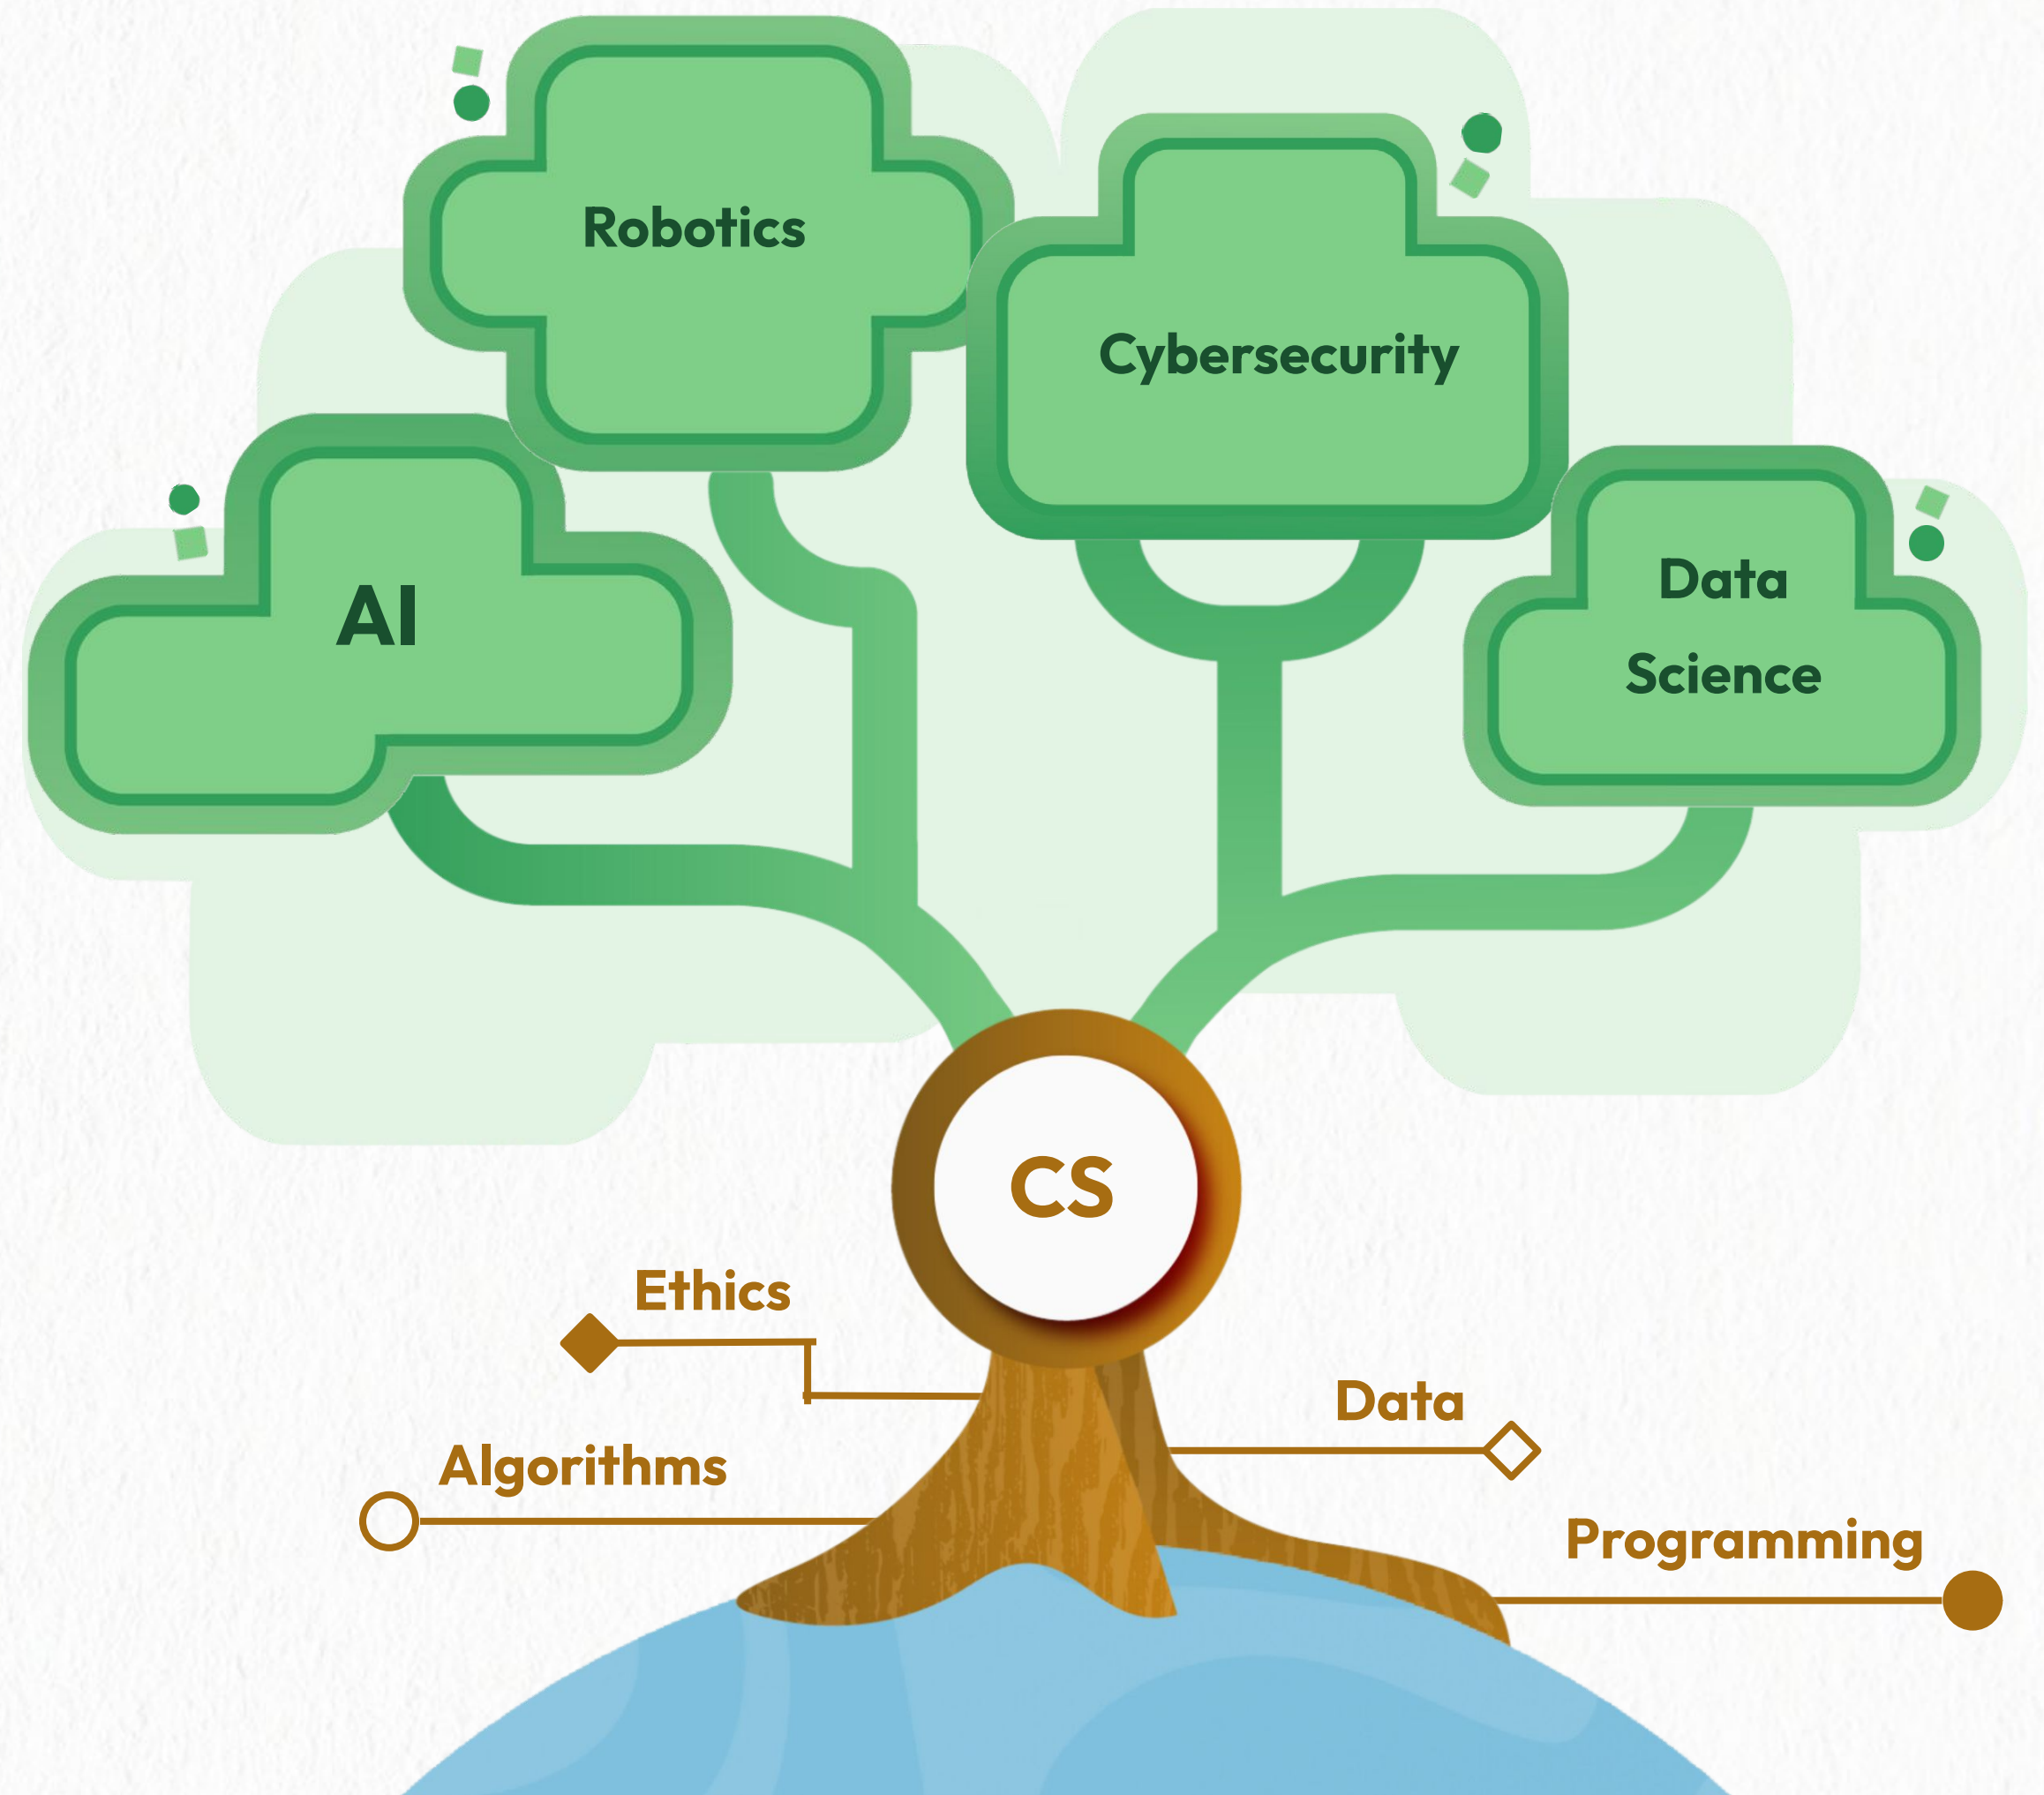 Robotics
Cybersecurity
AI
Data
Science
CS
Ethics
Data
Algorithms
Programming